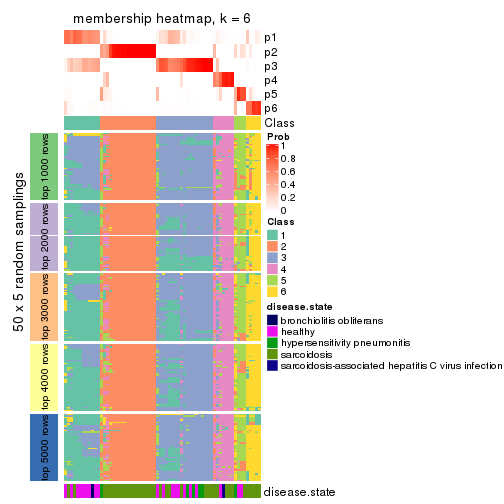 membership heatmap, k = 6
p1
p2
p3
p4
p5
p6
Class
Prob
1
0.8
0.6
0.4
0.2
0
Class
1
2
3
4
5
6
disease.state
bronchiolitis obliterans
healthy
hypersensitivity pneumonitis
sarcoidosis
sarcoidosis-associated hepatitis C virus infection
50 x 5 random samplings
top 1000 rows
top 2000 rows
top 3000 rows
top 4000 rows
top 5000 rows
disease.state